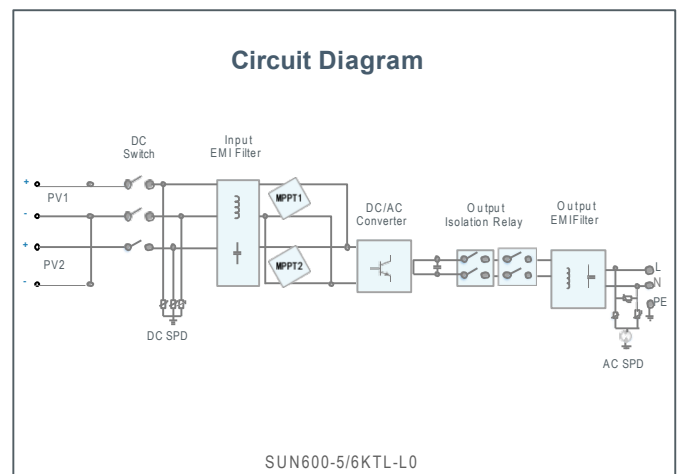 Circuit Diagram
DC
Switch
Input
EMI Filter
+
PV1
-
+
PV2
-
MPPT1
MPPT2
DC/AC
Converter
Output
Isolation Relay
Output
EMIFilter
L
N
PE
DC SPD
AC SPD
SUN600-5/6KTL-L0